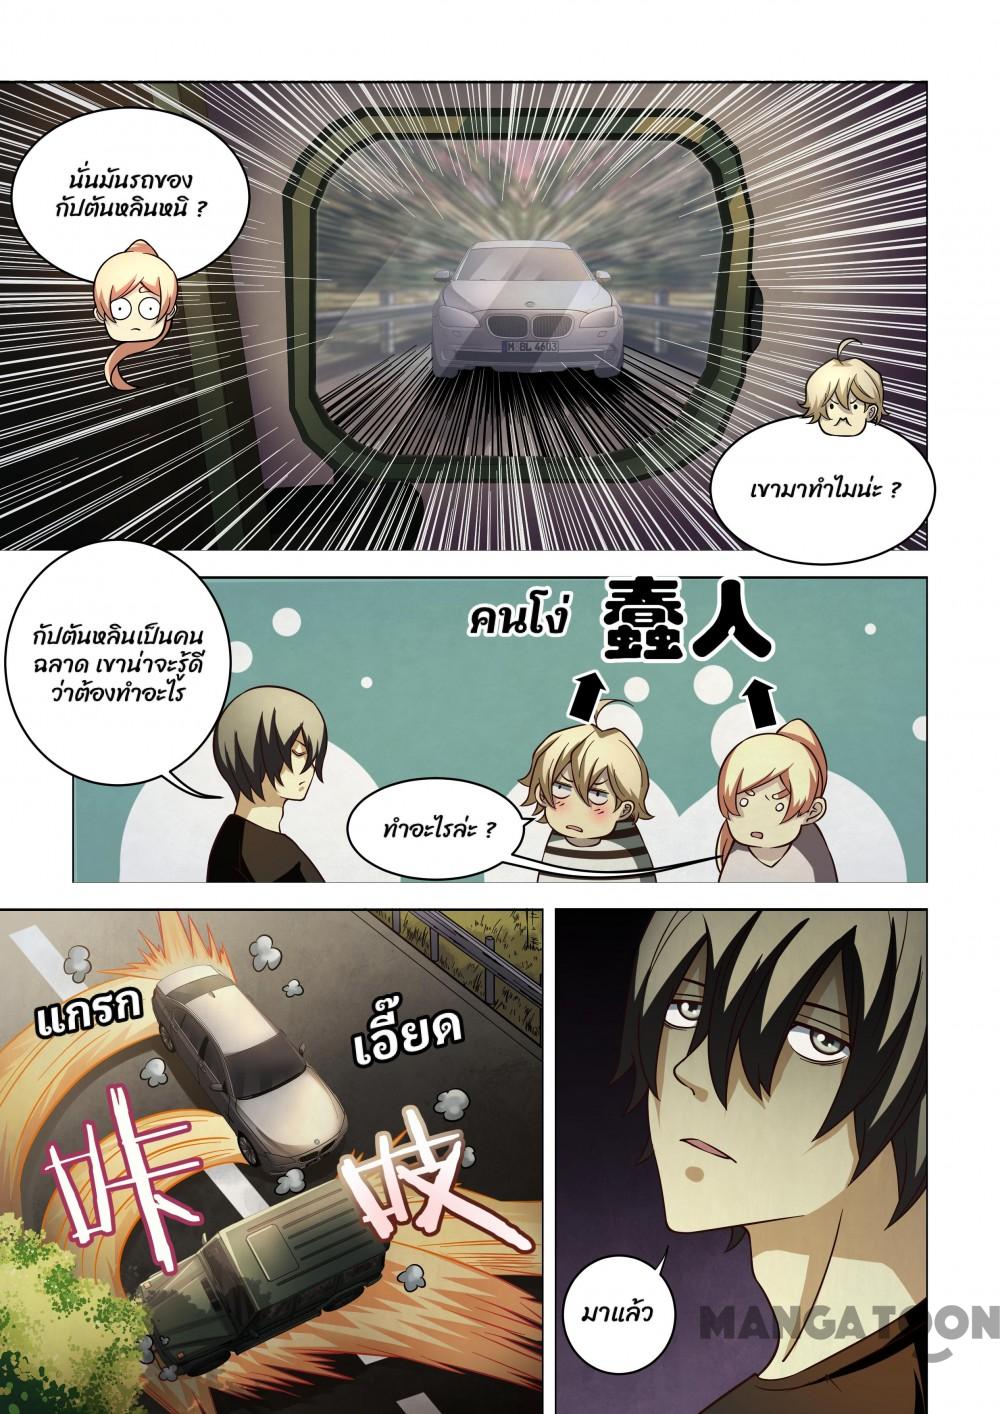 นั่นมันรถของ
กัปตันหลินหนิ ?
M BL 4603
เขามาทำไมน่ะ ?
กัปตันหลินเป็นคน
ฉลาด เขาน่าจะรู้ดี
ว่าต้องทำอะไร
คนโง่ 蠢人
ทำอะไรล่ะ ?
แกรก
เอี๊ยด
咔
吱
มาแล้ว
MANGATOON